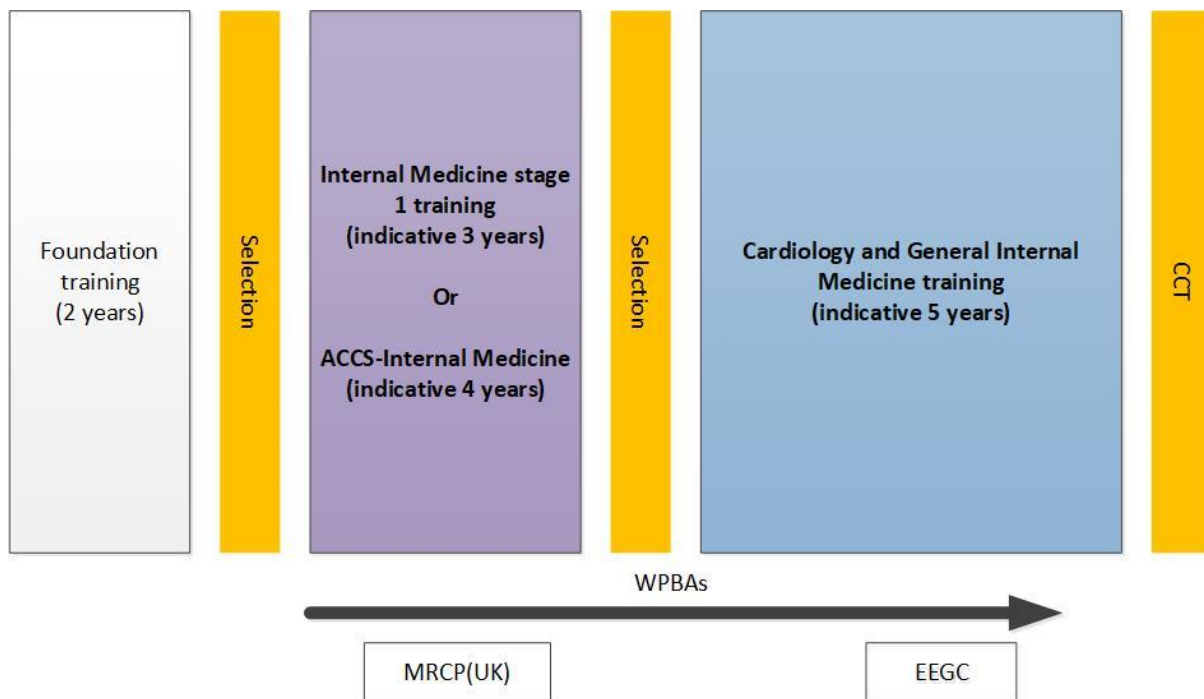 Foundation
training
(2 years)
Selection
Internal Medicine stage
1 training
(indicative 3 years)
Or
ACCS-Internal Medicine
(indicative 4 years)
Selection
Cardiology and General Internal
Medicine training
(indicative 5 years)
CCT
WPBAs
MRCP(UK)
EEGC